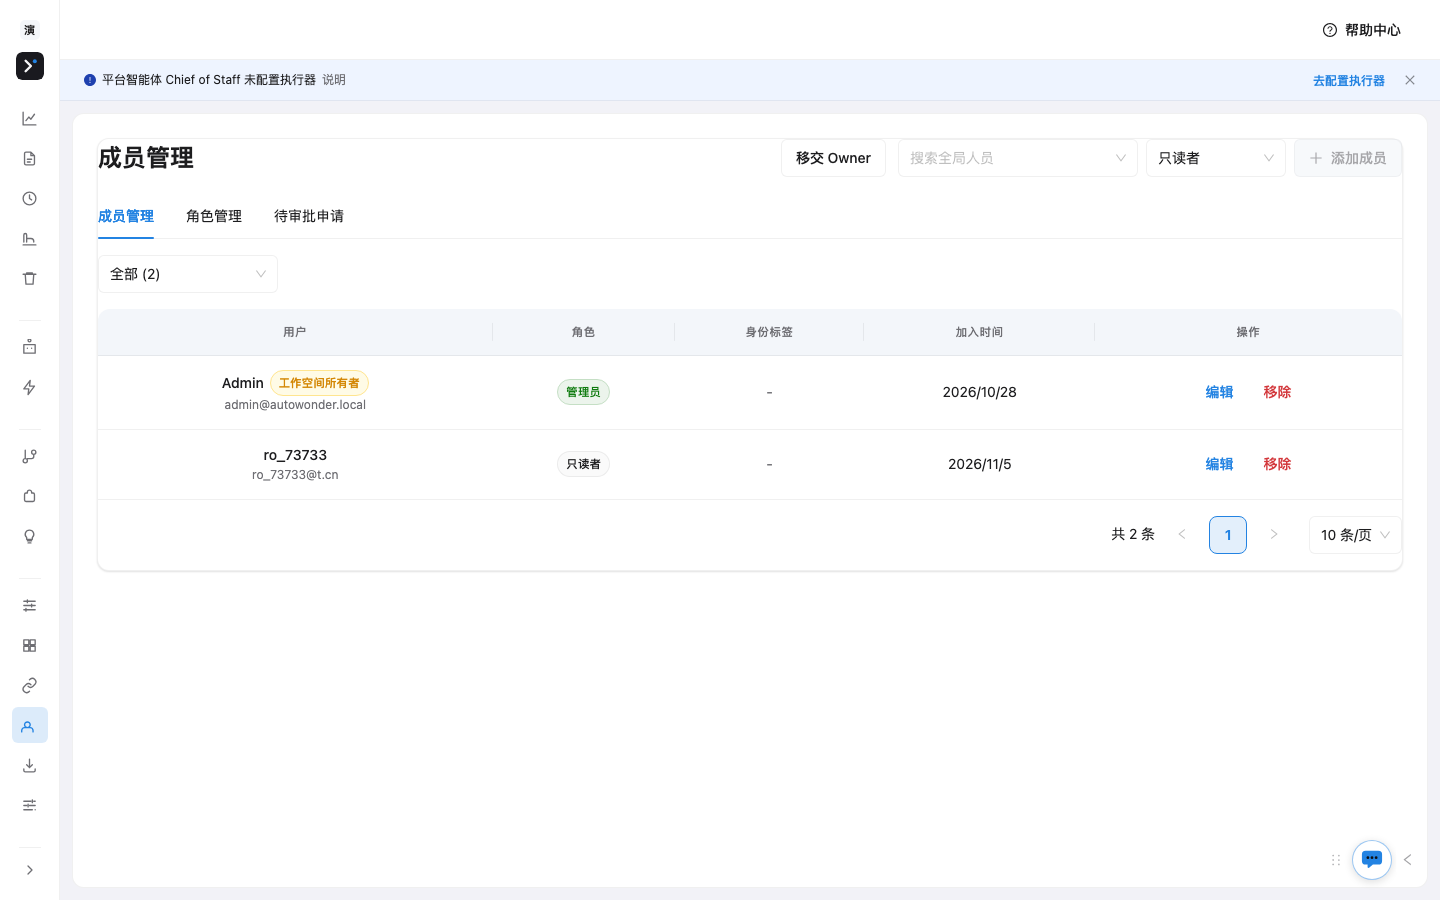 演
帮助中心
平台智能体 Chief of Staff 未配置执行器 说明
去配置执行器
成员管理
移交 Owner
搜索全局人员
只读者
添加成员
成员管理 角色管理 待审批申请
全部 (2)
用户 角色 身份标签 加入时间 操作
Admin 工作空间所有者
admin@autowonder.local
管理员 - 2026/10/28 编辑 移除
ro_73733
ro_73733@t.cn
只读者 - 2026/11/5 编辑 移除
共 2 条 1 10 条/页